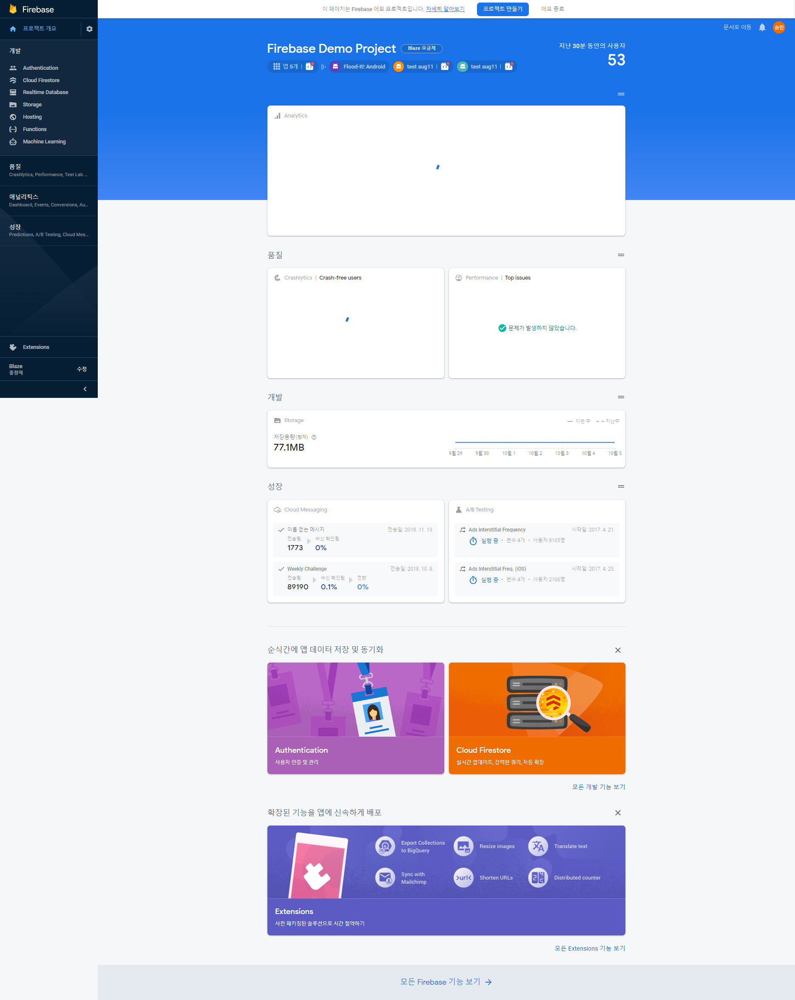 Firebase
이 페이지는 Firebase 데모 프로젝트입니다. 자세히 알아보기
프로젝트 만들기
데모 종료
프로젝트 개요
문서로 이동
승민
개발
Authentication
Cloud Firestore
Realtime Database
Storage
Hosting
Functions
Machine Learning
품질
Crashlytics, Performance, Test Lab ...
애널리틱스
Dashboard, Events, Conversions, Au...
성장
Predictions, A/B Testing, Cloud Mes...
Extensions
Blaze
종량제
수정
Firebase Demo Project
Blaze 요금제
지난 30분 동안의 사용자
53
앱 5개
Flood-It! Android
test aug11
test aug11
Analytics
품질
Crashlytics | Crash-free users
Performance | Top issues
문제가 발생하지 않았습니다.
개발
Storage
이번 주
지난주
저장용량(현재)
77.1MB
9월 29 9월 30 10월 1 10월 2 10월 3 10월 4 10월 5
성장
Cloud Messaging
이름 없는 메시지
전송일: 2018. 11. 13.
전송됨 수신 확인됨
1773 0%
Weekly Challenge
전송일: 2018. 10. 8.
전송됨 수신 확인됨 전환
89190 0.1% 0%
A/B Testing
Ads Interstitial Frequency
시작일: 2017. 4. 21.
실행 중 • 변수 4개 • 사용자 8105명
Ads Interstitial Freq. (iOS)
시작일: 2017. 4. 25.
실행 중 • 변수 4개 • 사용자 2106명
순식간에 앱 데이터 저장 및 동기화
Authentication
사용자 인증 및 관리
Cloud Firestore
실시간 업데이트, 강력한 쿼리, 자동 확장
모든 개발 기능 보기
확장된 기능을 앱에 신속하게 배포
Export Collections
to BigQuery
Resize images
Translate text
Sync with
Mailchimp
>url<
Shorten URLs
Distributed counter
Extensions
사전 패키징된 솔루션으로 시간 절약하기
모든 Extensions 기능 보기
모든 Firebase 기능 보기 →